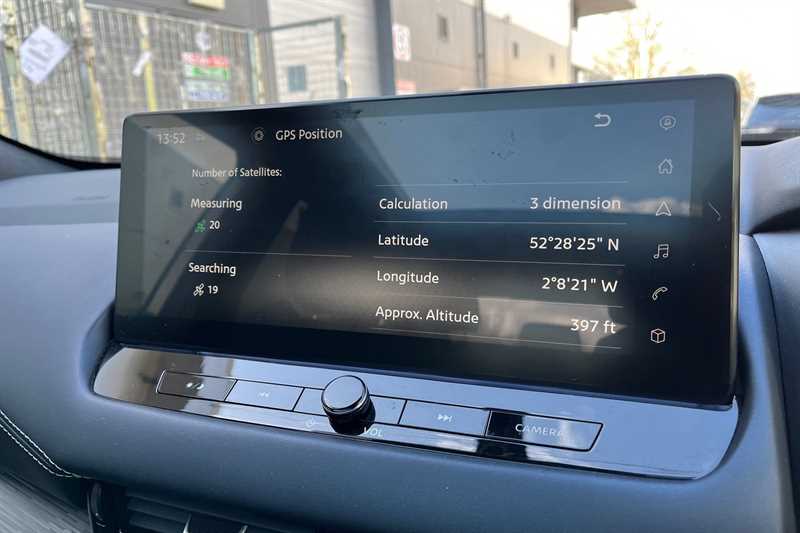 13:52
GPS Position
Number of Satellites:
Measuring
20
Searching
19
Calculation 3 dimension
Latitude 52°28'25" N
Longitude 2°8'21" W
Approx. Altitude 397 ft
VOL
CAMERA